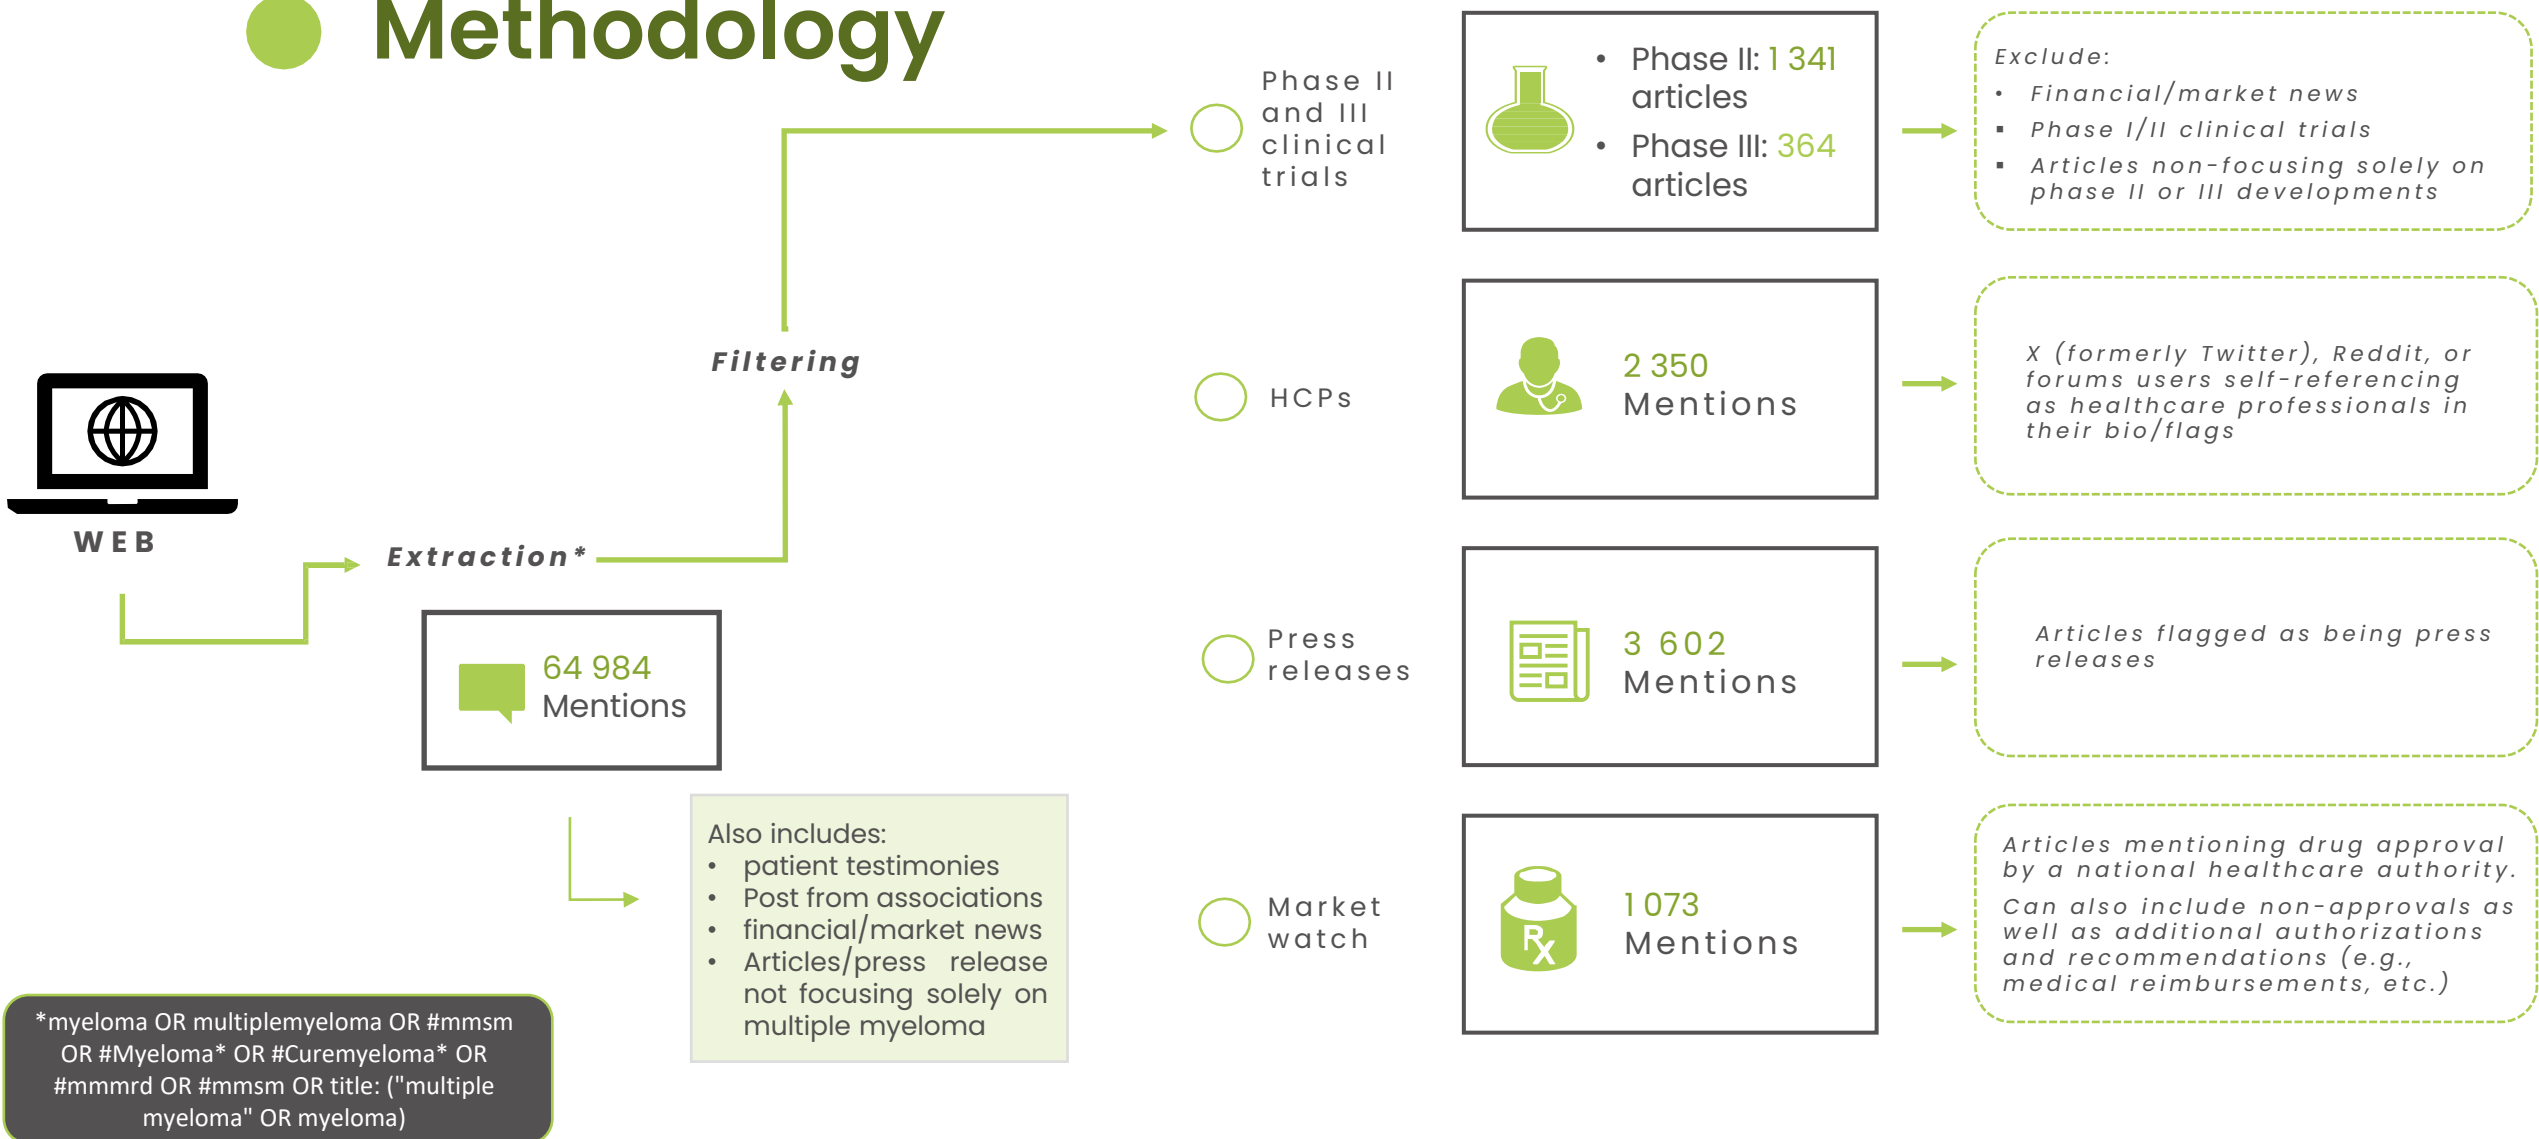 Methodology
WEB
Extraction*
64 984
Mentions
Also includes:
• patient testimonies
• Post from associations
• financial/market news
• Articles/press release
not focusing solely on
multiple myeloma
*myeloma OR multiplemyeloma OR #mmsm
OR #Myeloma* OR #Curemyeloma* OR
#mmmrd OR #mmsm OR title: ("multiple
myeloma" OR myeloma)
Filtering
Phase II
and III
clinical
trials
• Phase II: 1 341
articles
• Phase III: 364
articles
Exclude:
• Financial/market news
▪ Phase I/II clinical trials
▪ Articles non-focusing solely on
phase II or III developments
HCPs
2 350
Mentions
X (formerly Twitter), Reddit, or
forums users self-referencing
as healthcare professionals in
their bio/flags
Press
releases
3 602
Mentions
Articles flagged as being press
releases
Market
watch
Rx
1 073
Mentions
Articles mentioning drug approval
by a national healthcare authority.
Can also include non-approvals as
well as additional authorizations
and recommendations (e.g.,
medical reimbursements, etc.)